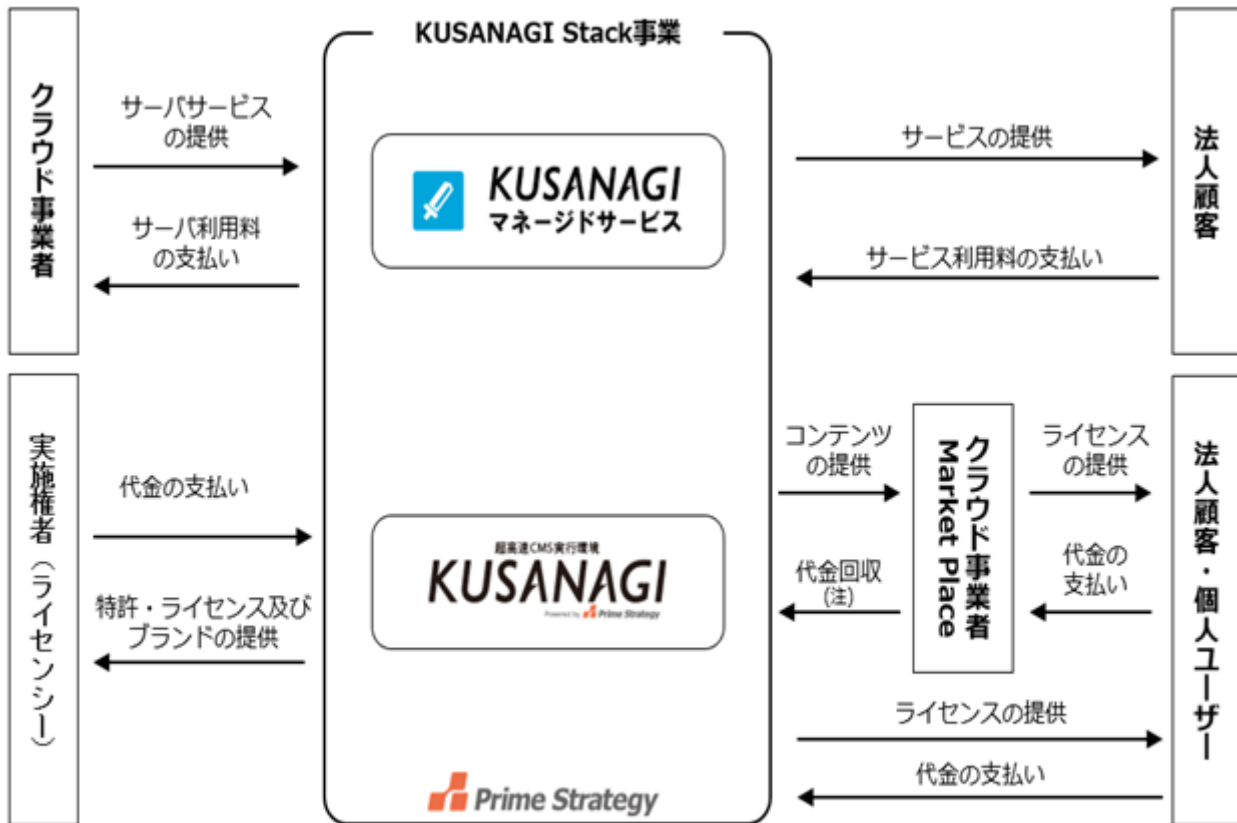 KUSANAGI Stack事業
クラウド事業者
サーバサービス
の提供
サーバ利用料
の支払い
KUSANAGI
マネージドサービス
サービスの提供
サービス利用料の支払い
法人顧客
実施権者（ライセンシー）
代金の支払い
特許・ライセンス及び
ブランドの提供
超高速CMS実行環境
KUSANAGI
Powered by Prime Strategy
コンテンツ
の提供
代金回収
(注)
クラウド事業者
Market Place
ライセンス
の提供
代金の
支払い
法人顧客・個人ユーザー
ライセンスの提供
代金の支払い
Prime Strategy